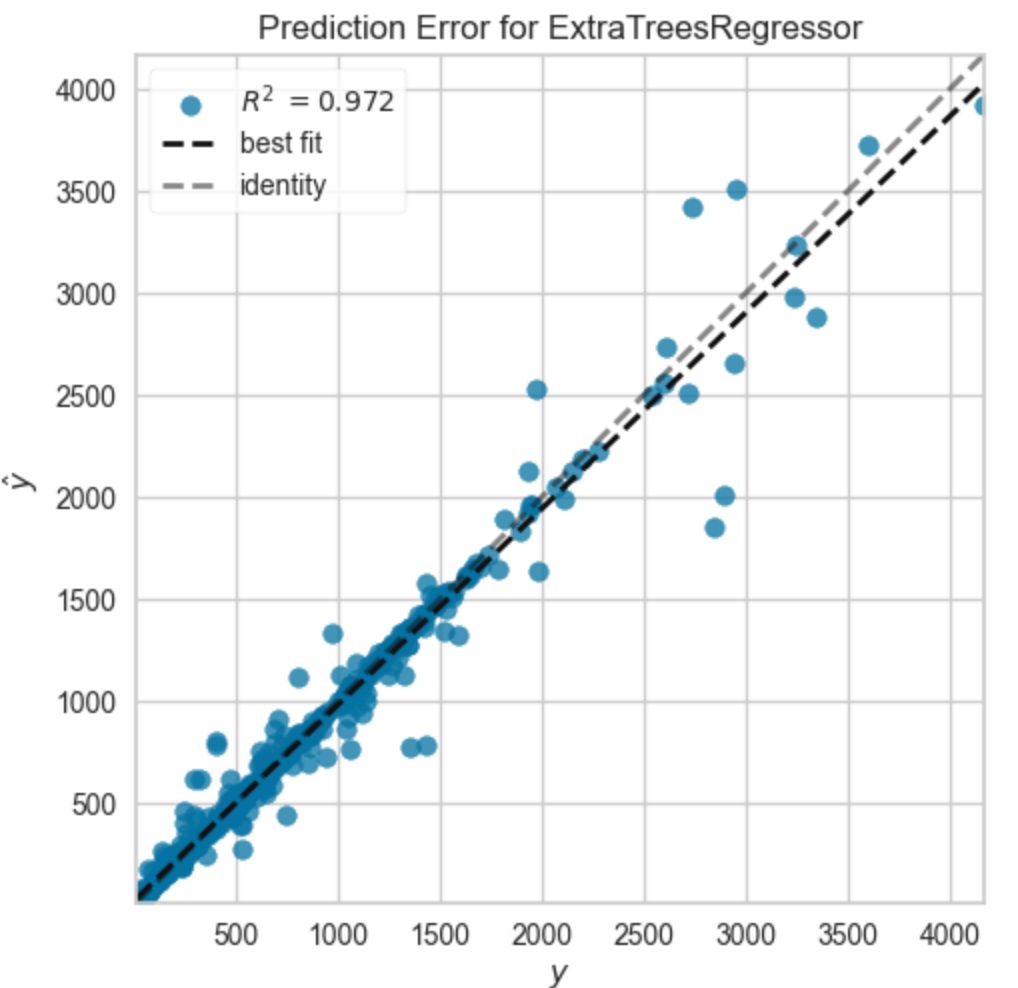 Prediction Error for ExtraTreesRegressor
R² = 0.972
best fit
identity
4000
3500
3000
2500
2000
1500
1000
500
ŷ
500 1000 1500 2000 2500 3000 3500 4000
y